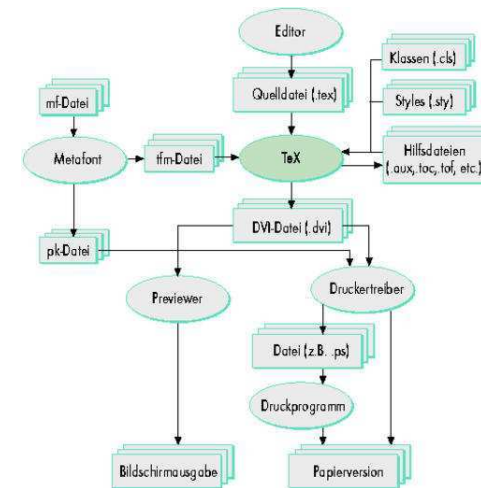 Editor
Klassen (.cls)
mf-Datei
Quelldatei (.tex)
Styles (.sty)
Metafont
tfm-Datei
TeX
Hilfsdateien
(.aux,.toc,.tof, etc.)
DVI-Datei (.dvi)
pk-Datei
Previewer
Druckertreiber
Datei (z.B. .ps)
Druckprogramm
Bildschirmausgabe
Papierversion